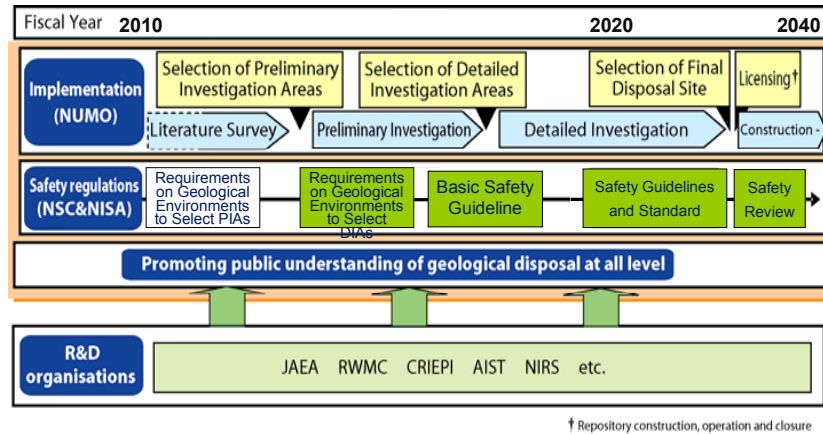 Fiscal Year 2010 2020 2040
Implementation
(NUMO)
Selection of Preliminary
Investigation Areas
Selection of Detailed
Investigation Areas
Selection of Final
Disposal Site
Licensing†
Literature Survey
Preliminary Investigation
Detailed Investigation
Construction -
Safety regulations
(NSC&NISA)
Requirements
on Geological
Environments
to Select PIAs
Requirements
on Geological
Environments
to Select
DIAs
Basic Safety
Guideline
Safety Guidelines
and Standard
Safety
Review
Promoting public understanding of geological disposal at all level
R&D
organisations
JAEA RWMC CRIEPI AIST NIRS etc.
† Repository construction, operation and closure